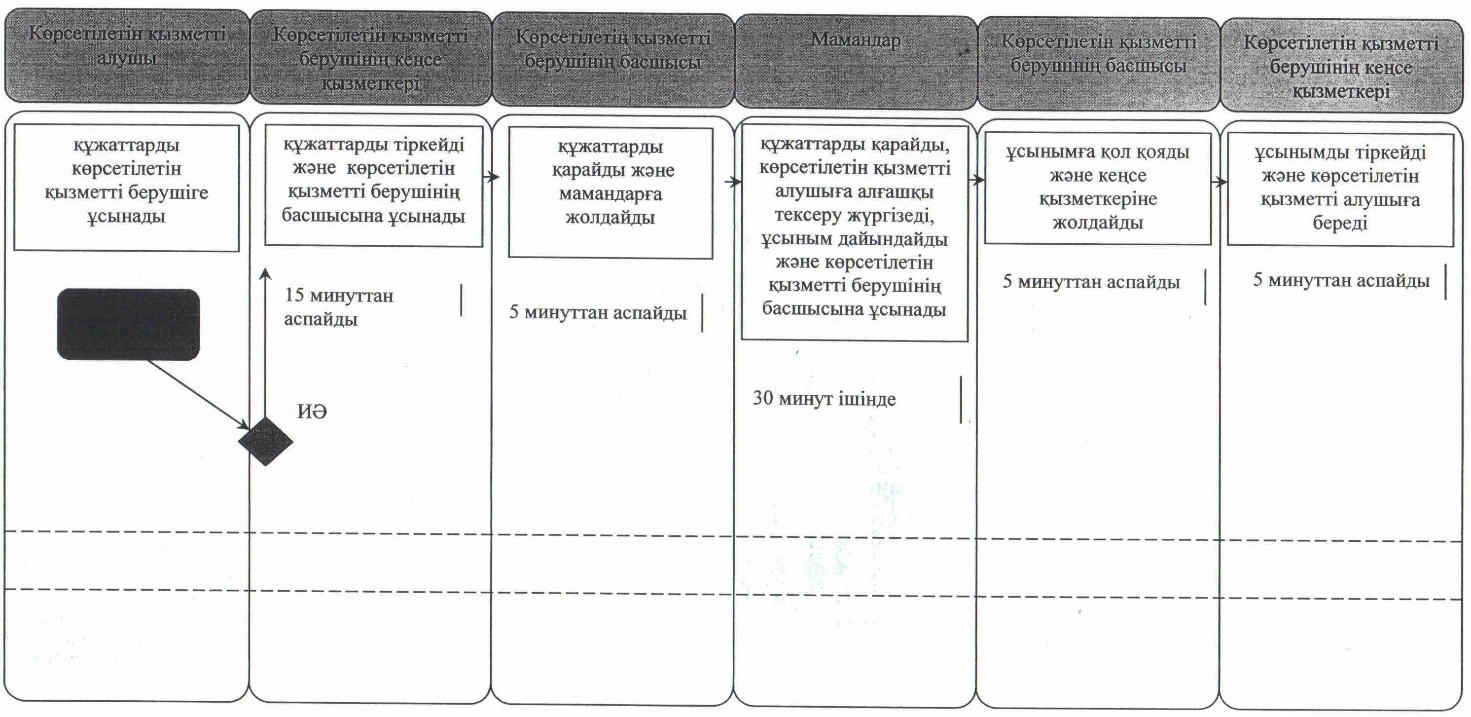 Көрсетілетін қызметті
алушы
Көрсетілетін қызметті
берушінің кеңсе
қызметкері
Көрсетілетін қызметті
берушінің басшысы
Мамандар
Көрсетілетін қызметті
берушінің басшысы
Көрсетілетін қызметті
берушінің кеңсе
қызметкері
құжаттарды
көрсетілетін
қызметті берушіге
ұсынады
құжаттарды тіркейді
және көрсетілетін
қызметті берушінің
басшысына ұсынады
15 минуттан
аспайды
ИӘ
құжаттарды
қарайды және
мамандарға
жолдайды
5 минуттан аспайды
құжаттарды қарайды,
көрсетілетін қызметті
алушыға алғашқы
тексеру жүргізеді,
ұсыным дайындайды
және көрсетілетін
қызметті берушінің
басшысына ұсынады
30 минут ішінде
ұсынымға қол қояды
және кеңсе
қызметкеріне
жолдайды
5 минуттан аспайды
ұсынымды тіркейді
және көрсетілетін
қызметті алушыға
береді
5 минуттан аспайды